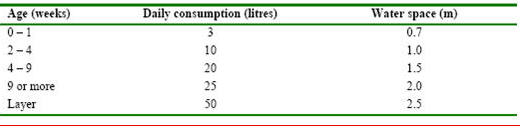 Age (weeks) Daily consumption (litres) Water space (m)
0 – 1 3 0.7
2 – 4 10 1.0
4 – 9 20 1.5
9 or more 25 2.0
Layer 50 2.5